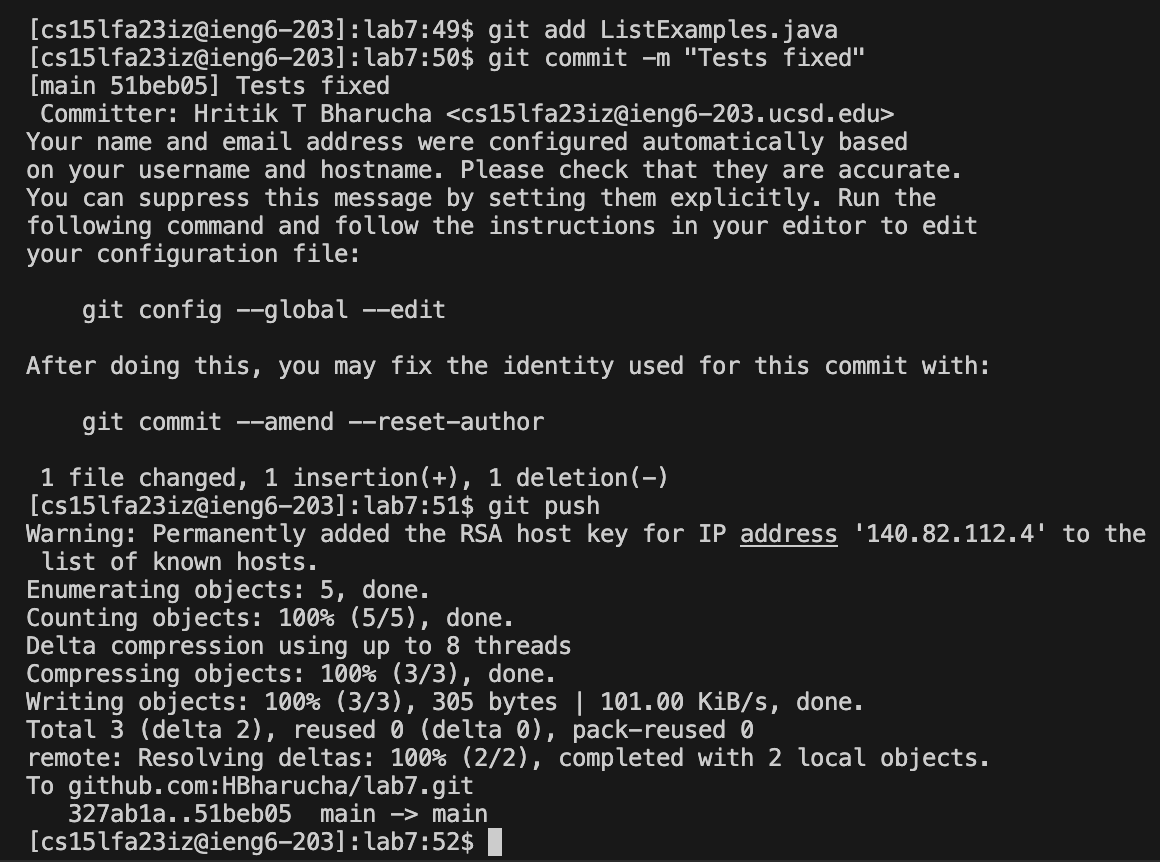 [cs15lfa23iz@ieng6-203]:lab7:49$ git add ListExamples.java
[cs15lfa23iz@ieng6-203]:lab7:50$ git commit -m "Tests fixed"
[main 51beb05] Tests fixed
 Committer: Hritik T Bharucha <cs15lfa23iz@ieng6-203.ucsd.edu>
Your name and email address were configured automatically based
on your username and hostname. Please check that they are accurate.
You can suppress this message by setting them explicitly. Run the
following command and follow the instructions in your editor to edit
your configuration file:

    git config --global --edit

After doing this, you may fix the identity used for this commit with:

    git commit --amend --reset-author

 1 file changed, 1 insertion(+), 1 deletion(-)
[cs15lfa23iz@ieng6-203]:lab7:51$ git push
Warning: Permanently added the RSA host key for IP address '140.82.112.4' to the
 list of known hosts.
Enumerating objects: 5, done.
Counting objects: 100% (5/5), done.
Delta compression using up to 8 threads
Compressing objects: 100% (3/3), done.
Writing objects: 100% (3/3), 305 bytes | 101.00 KiB/s, done.
Total 3 (delta 2), reused 0 (delta 0), pack-reused 0
remote: Resolving deltas: 100% (2/2), completed with 2 local objects.
To github.com:HBharucha/lab7.git
   327ab1a..51beb05  main -> main
[cs15lfa23iz@ieng6-203]:lab7:52$